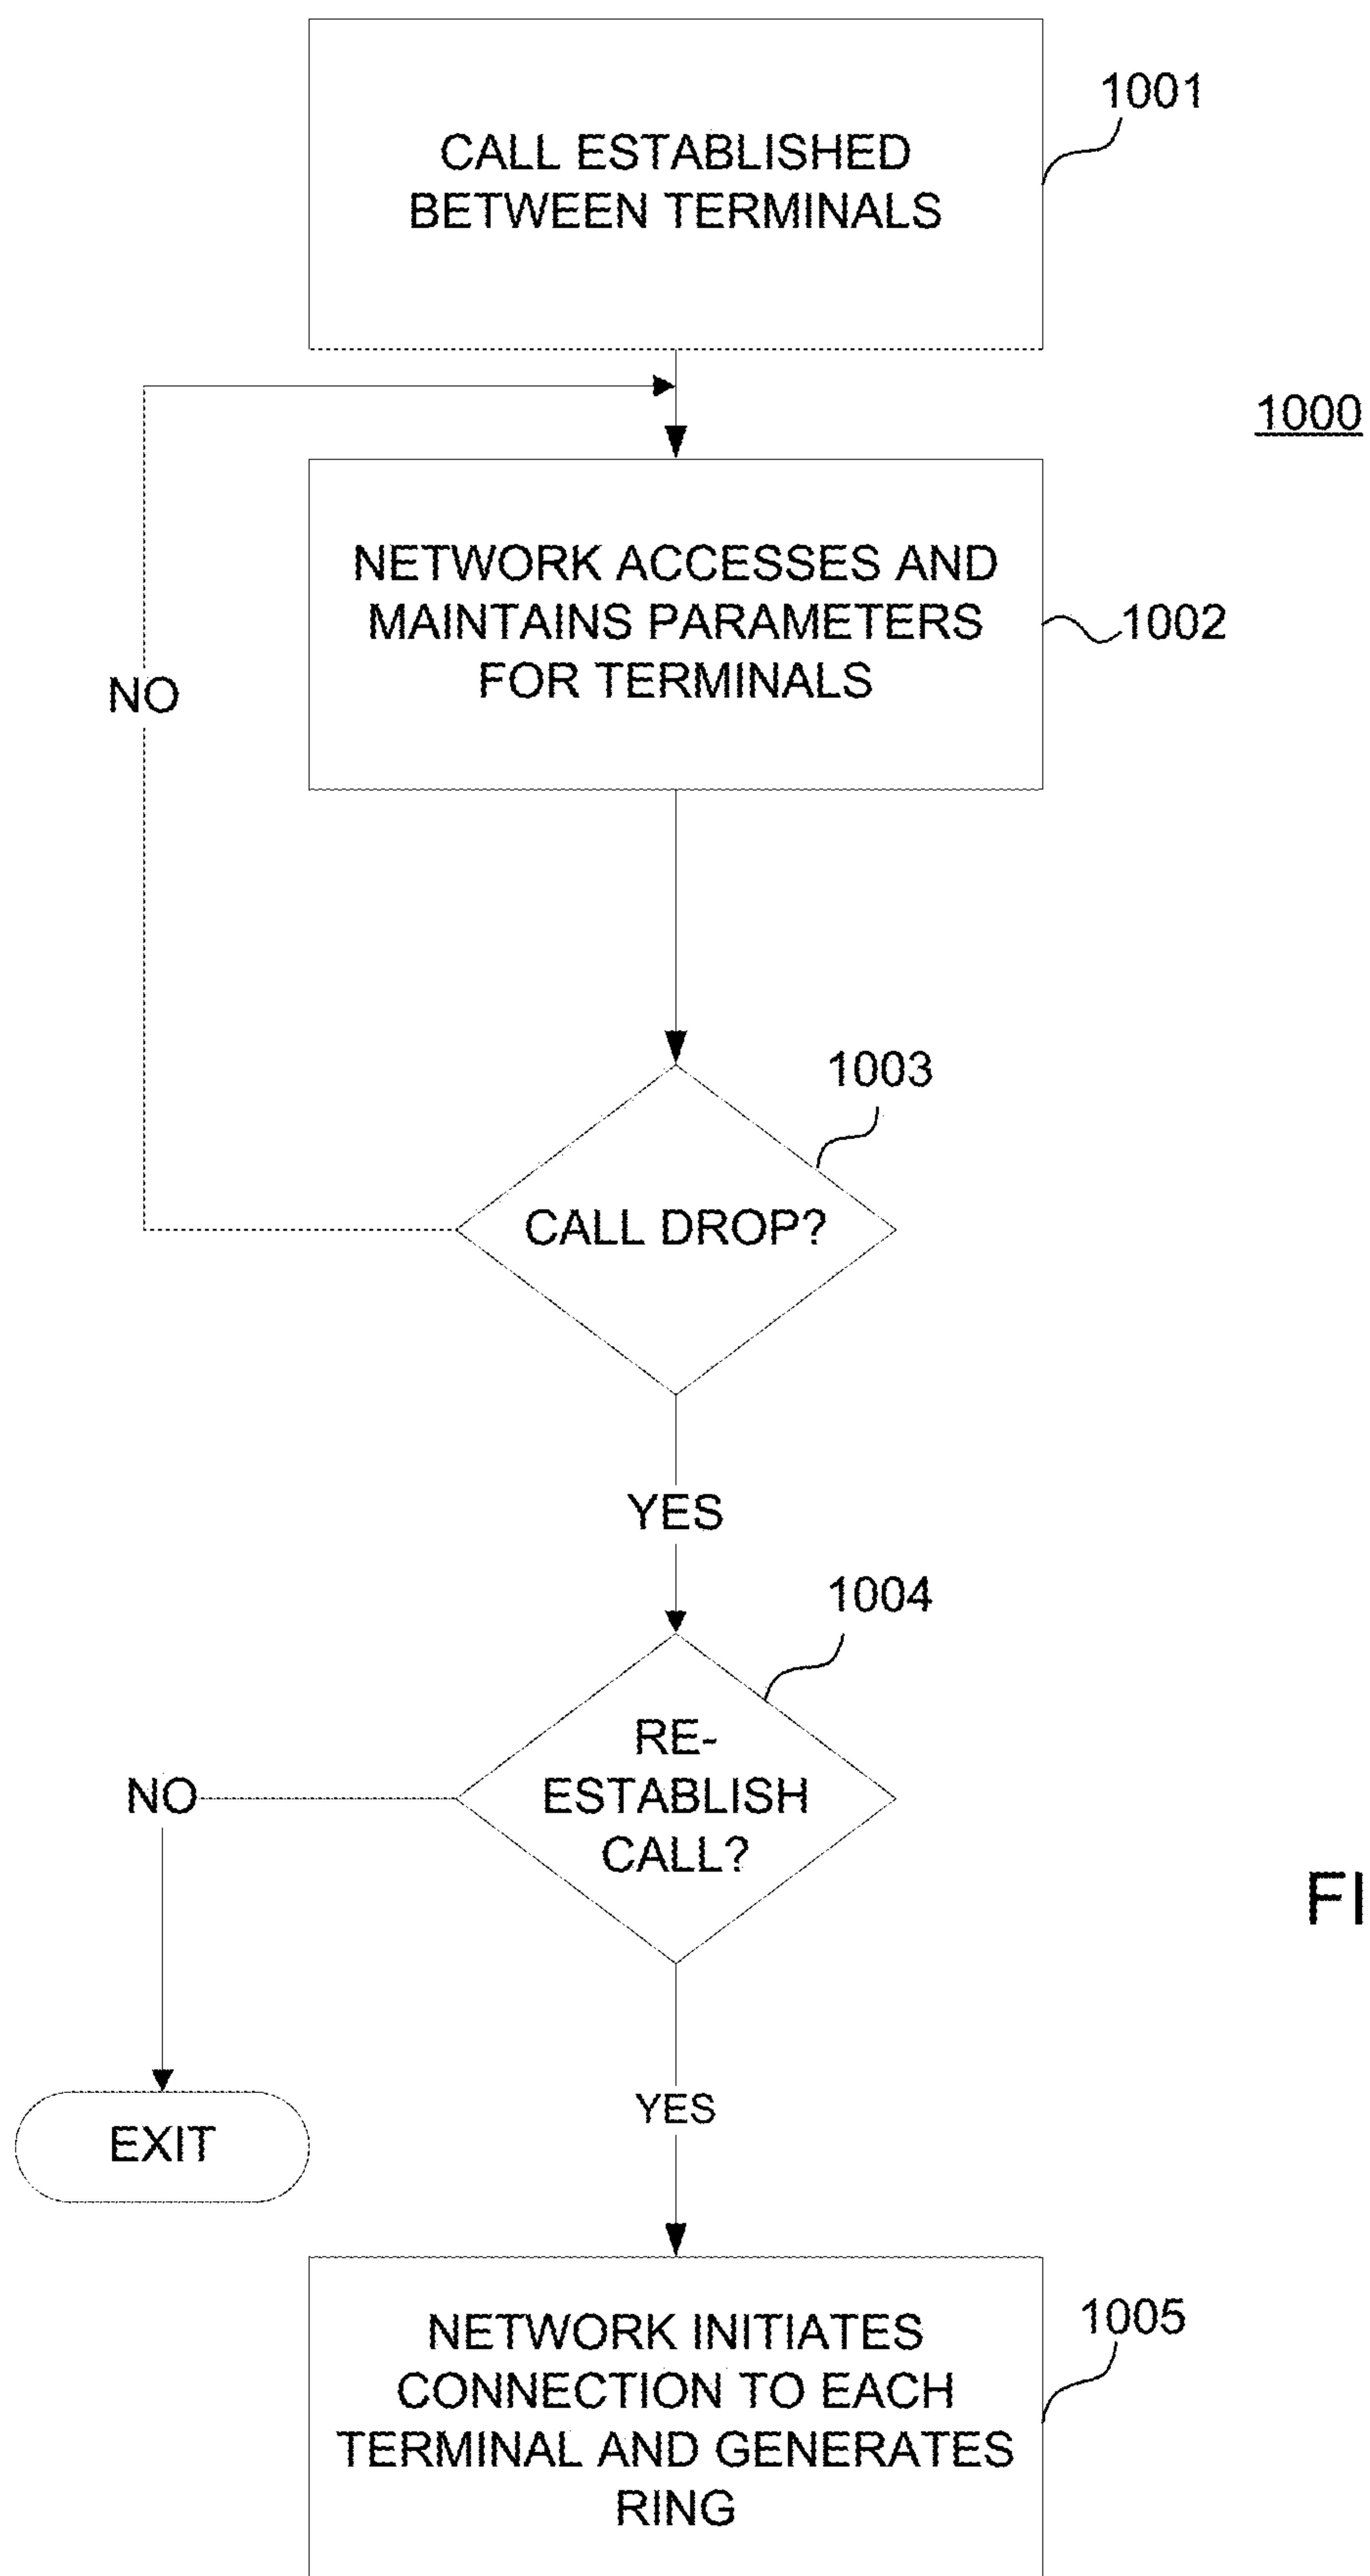 CALL ESTABLISHED
BETWEEN TERMINALS
1001
1000
NETWORK ACCESSES AND
MAINTAINS PARAMETERS
FOR TERMINALS
1002
NO
1003
CALL DROP?
YES
1004
RE-
ESTABLISH
CALL?
NO
FI
YES
EXIT
NETWORK INITIATES
CONNECTION TO EACH
TERMINAL AND GENERATES
RING
1005